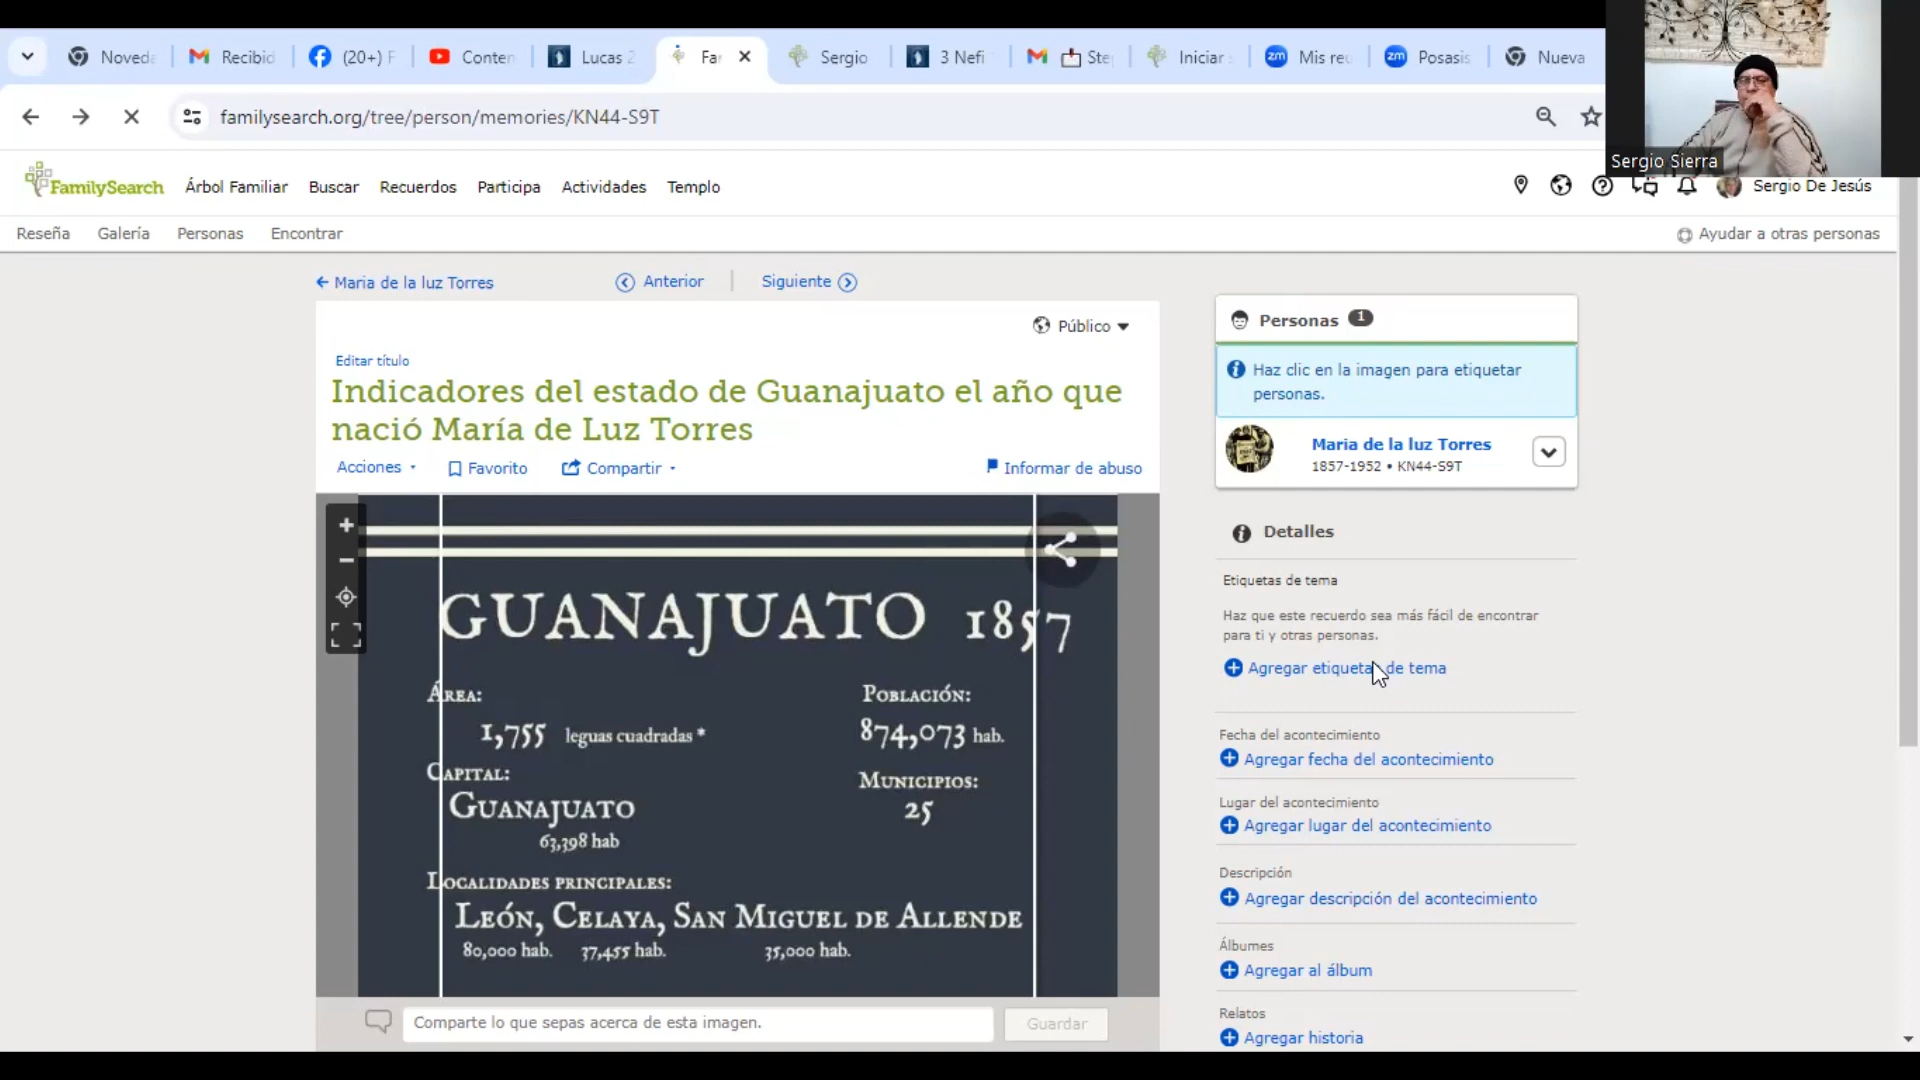 Noveda
Recibid
(20+) F
Conten
Lucas 2
Far
Sergio
3 Nefi
Ste
Iniciar s
zm
Mis reu
zm
Posasis
Nueva
familysearch.org/tree/person/memories/KN44-S9T
Sergio Sierra
FamilySearch
Árbol Familiar
Buscar
Recuerdos
Participa
Actividades
Templo
Sergio De Jesús
Reseña
Galería
Personas
Encontrar
Ayudar a otras personas
Maria de la luz Torres
Anterior
Siguiente
Público
Editar título
Indicadores del estado de Guanajuato el año que
nació María de Luz Torres
Acciones
Favorito
Compartir
Informar de abuso
GUANAJUATO 1857
ÁREA:
1,755 leguas cuadradas *
POBLACIÓN:
874,073 hab.
CAPITAL:
GUANAJUATO
63,398 hab
MUNICIPIOS:
25
LOCALIDADES PRINCIPALES:
LEÓN, CELAYA, SAN MIGUEL DE ALLENDE
80,000 hab. 37,455 hab. 35,000 hab.
Comparte lo que sepas acerca de esta imagen.
Guardar
Personas 1
Haz clic en la imagen para etiquetar
personas.
Maria de la luz Torres
1857-1952 • KN44-S9T
Detalles
Etiquetas de tema
Haz que este recuerdo sea más fácil de encontrar
para ti y otras personas.
Agregar etiquetas de tema
Fecha del acontecimiento
Agregar fecha del acontecimiento
Lugar del acontecimiento
Agregar lugar del acontecimiento
Descripción
Agregar descripción del acontecimiento
Álbumes
Agregar al álbum
Relatos
Agregar historia